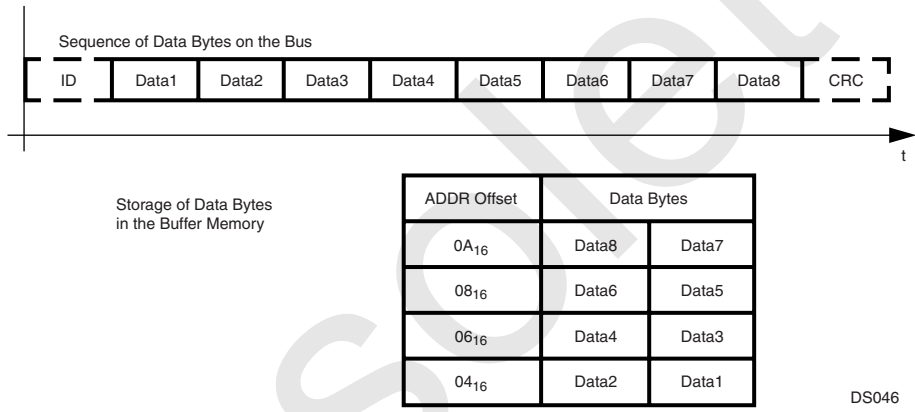 Sequence of Data Bytes on the Bus
ID Data1 Data2 Data3 Data4 Data5 Data6 Data7 Data8 CRC
t
Storage of Data Bytes
in the Buffer Memory
ADDR Offset Data Bytes
0A16 Data8 Data7
0816 Data6 Data5
0616 Data4 Data3
0416 Data2 Data1
DS046